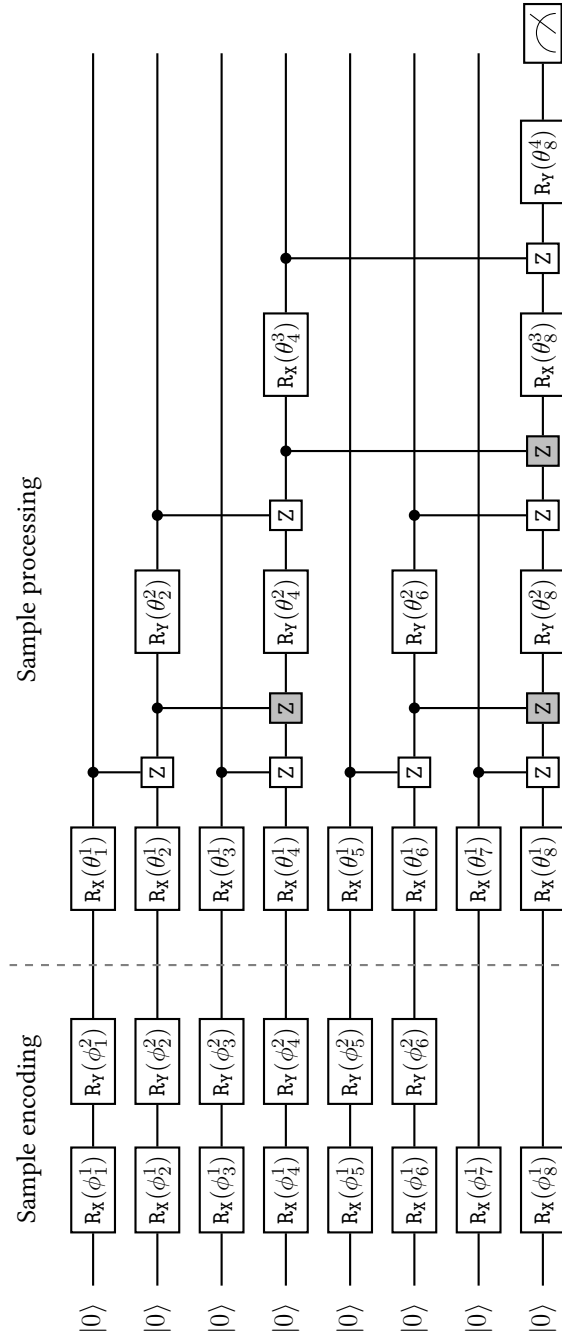 Sample encoding Sample processing
|0⟩ R_X(ϕ_1^1) R_Y(ϕ_1^2) R_X(θ_1^1)
|0⟩ R_X(ϕ_2^1) R_Y(ϕ_2^2) R_X(θ_2^1) Z R_Y(θ_2^2)
|0⟩ R_X(ϕ_3^1) R_Y(ϕ_3^2) R_X(θ_3^1)
|0⟩ R_X(ϕ_4^1) R_Y(ϕ_4^2) R_X(θ_4^1) Z Z R_Y(θ_4^2) Z R_X(θ_4^3)
|0⟩ R_X(ϕ_5^1) R_Y(ϕ_5^2) R_X(θ_5^1)
|0⟩ R_X(ϕ_6^1) R_Y(ϕ_6^2) R_X(θ_6^1) Z R_Y(θ_6^2)
|0⟩ R_X(ϕ_7^1) R_X(θ_7^1)
|0⟩ R_X(ϕ_8^1) R_X(θ_8^1) Z Z R_Y(θ_8^2) Z Z R_X(θ_8^3) Z R_Y(θ_8^4)